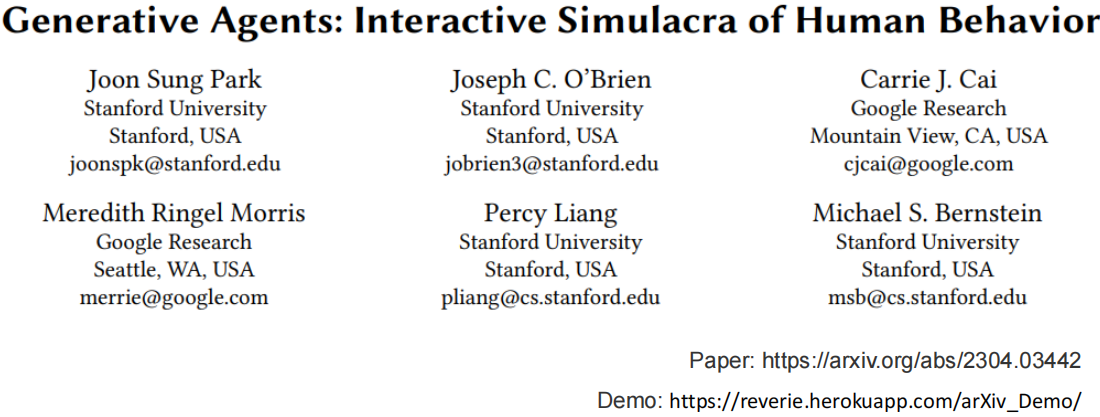 Generative Agents: Interactive Simulacra of Human Behavior
Joon Sung Park
Stanford University
Stanford, USA
joonspk@stanford.edu
Joseph C. O’Brien
Stanford University
Stanford, USA
jobrien3@stanford.edu
Carrie J. Cai
Google Research
Mountain View, CA, USA
cjcai@google.com
Meredith Ringel Morris
Google Research
Seattle, WA, USA
merrie@google.com
Percy Liang
Stanford University
Stanford, USA
pliang@cs.stanford.edu
Michael S. Bernstein
Stanford University
Stanford, USA
msb@cs.stanford.edu
Paper: https://arxiv.org/abs/2304.03442
Demo: https://reverie.herokuapp.com/arXiv_Demo/